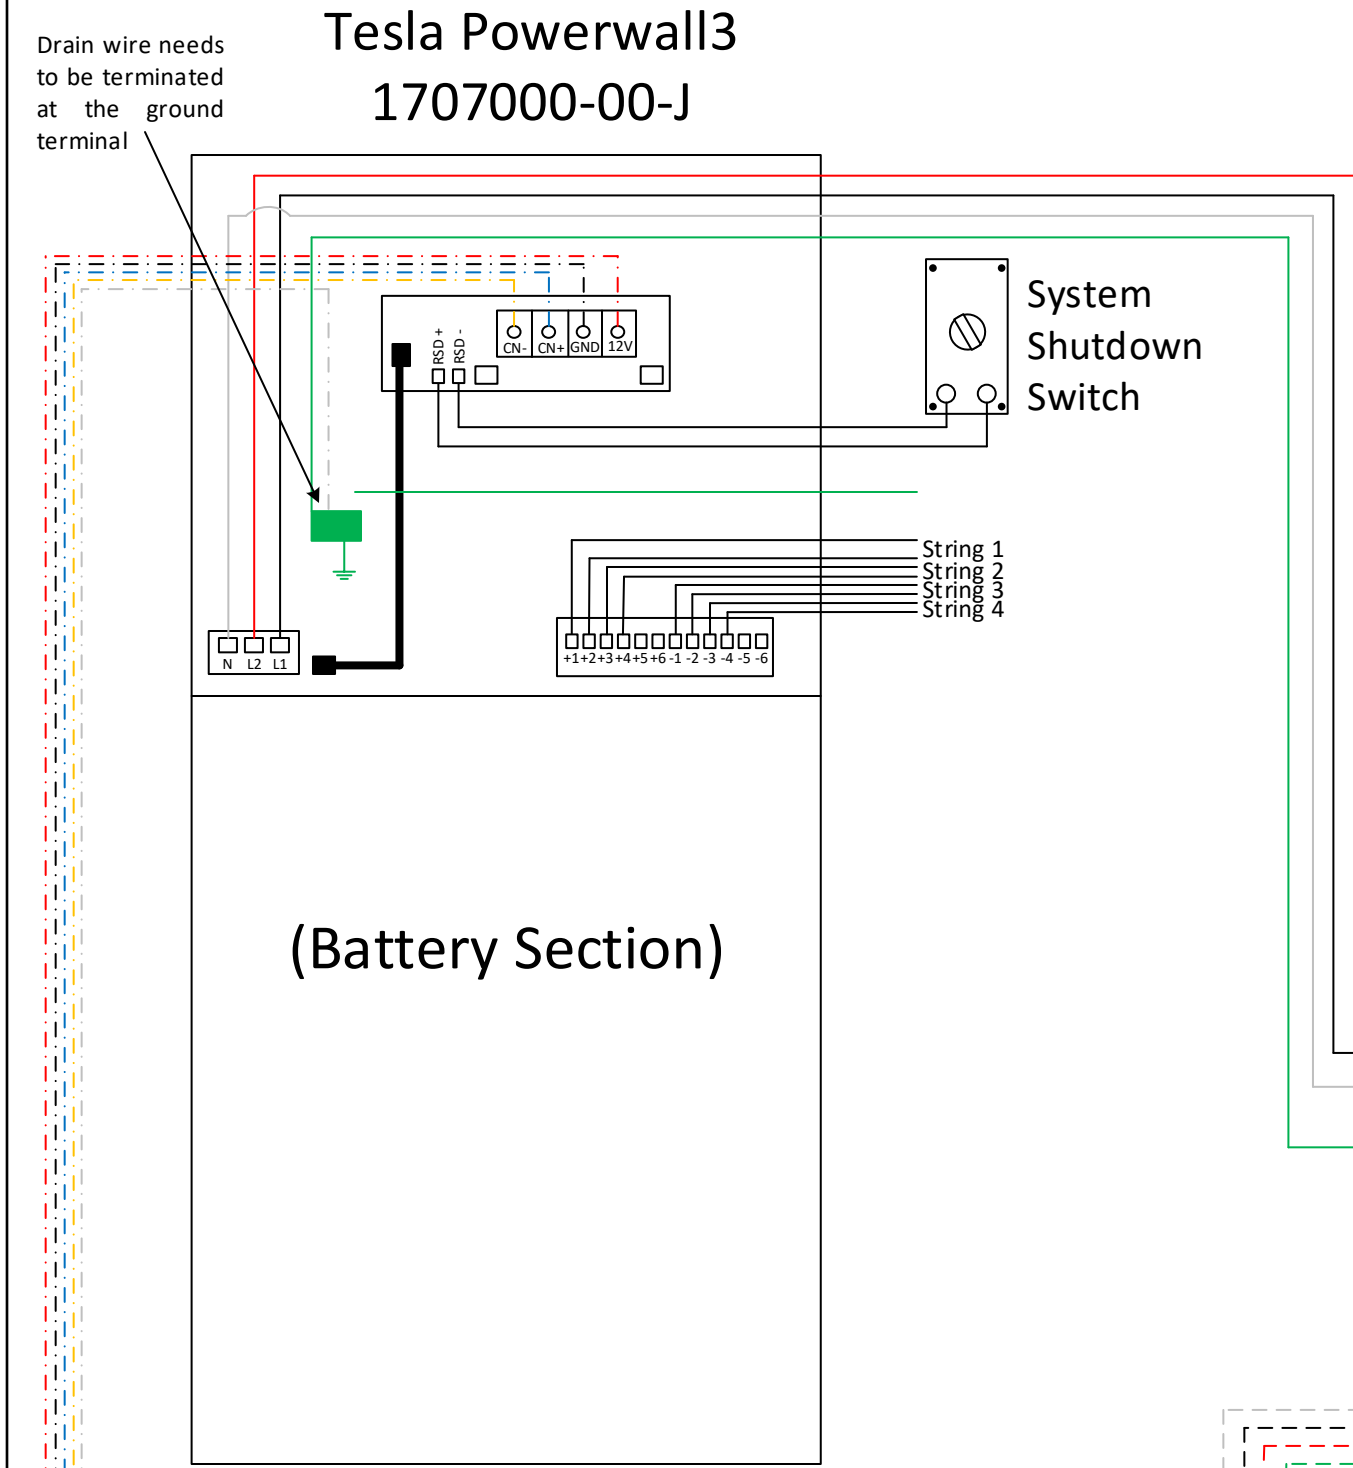 Tesla Powerwall3
1707000-00-J
Drain wire needs
to be terminated
at the ground
terminal
RSD +
RSD -
CN-
CN+
GND
12V
System
Shutdown
Switch
String 1
String 2
String 3
String 4
N L2 L1
+1 +2 +3 +4 +5 +6 -1 -2 -3 -4 -5 -6
(Battery Section)